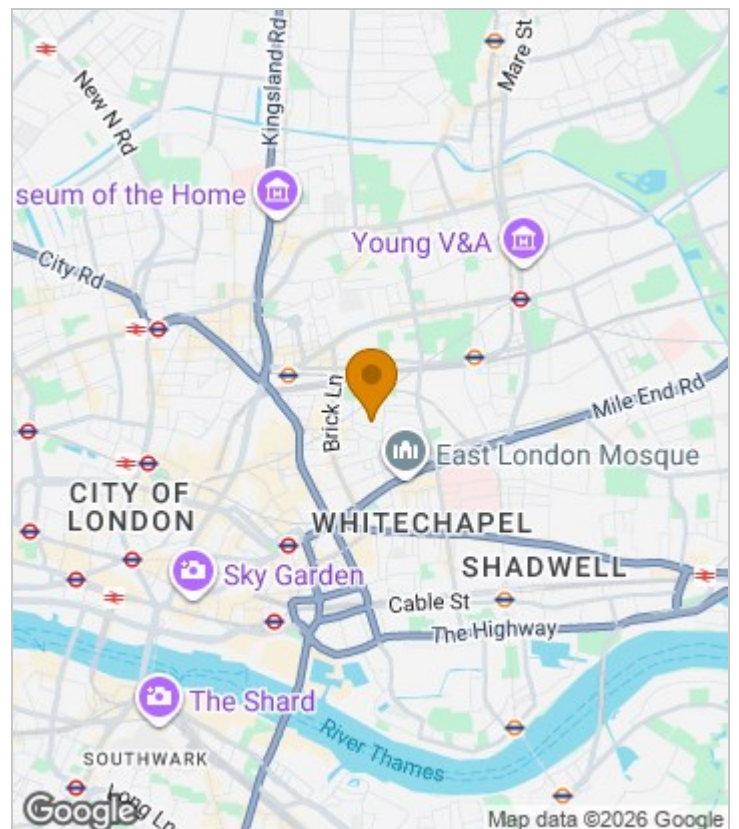 Mare St
Kingsland Rd
New N Rd
seum of the Home
Young V&A
City Rd
Brick Ln
Mile End Rd
East London Mosque
CITY OF
LONDON
WHITECHAPEL
SHADWELL
Sky Garden
Cable St
The Highway
The Shard
River Thames
SOUTHWARK
Long Ln
Google
Map data ©2026 Google